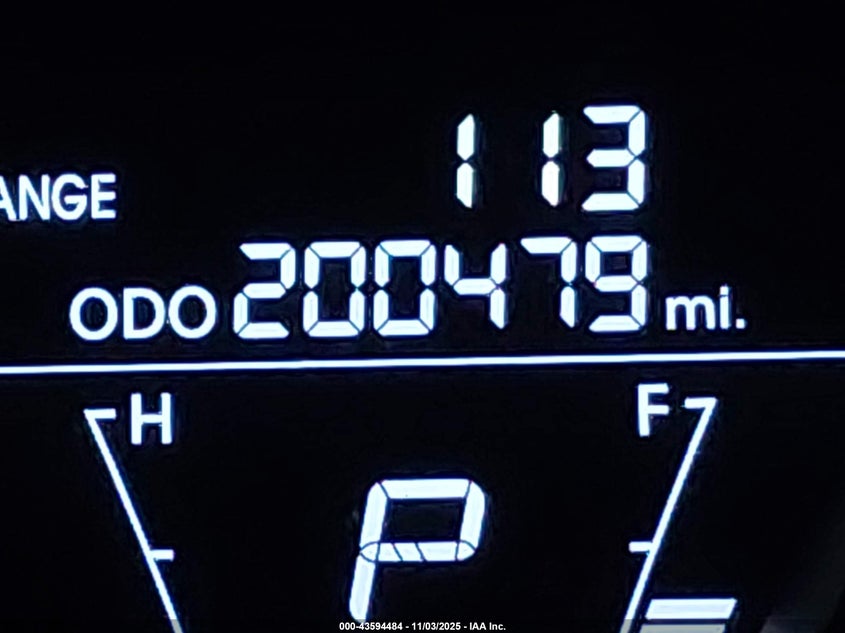 ANGE 113
ODO 200479 mi.
H F
P
000-43594484 - 11/03/2025 - IAA Inc.